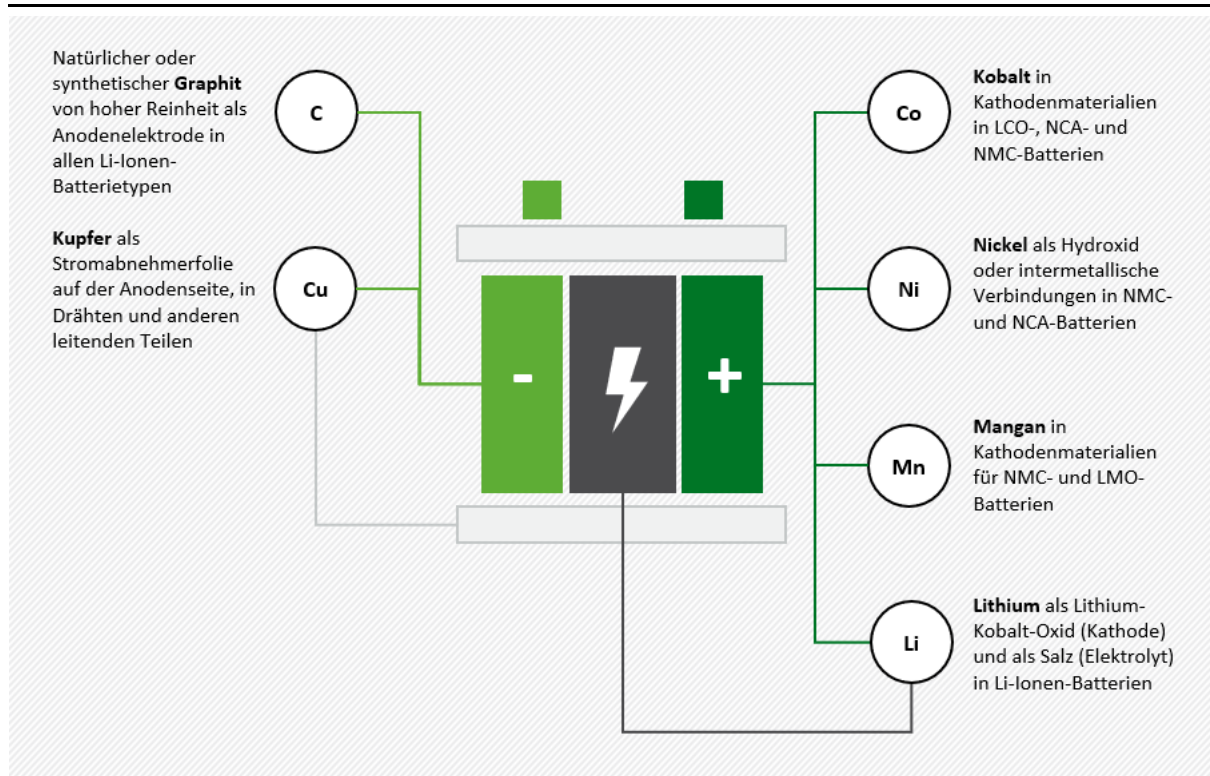 Natürlicher oder
synthetischer Graphit
von hoher Reinheit als
Anodenelektrode in
allen Li-Ionen-
Batterietypen
C
Kupfer als
Stromabnehmerfolie
auf der Anodenseite, in
Drähten und anderen
leitenden Teilen
Cu
-
+
Co
Kobalt in
Kathodenmaterialien
in LCO-, NCA- und
NMC-Batterien
Ni
Nickel als Hydroxid
oder intermetallische
Verbindungen in NMC-
und NCA-Batterien
Mn
Mangan in
Kathodenmaterialien
für NMC- und LMO-
Batterien
Li
Lithium als Lithium-
Kobalt-Oxid (Kathode)
und als Salz (Elektrolyt)
in Li-Ionen-Batterien